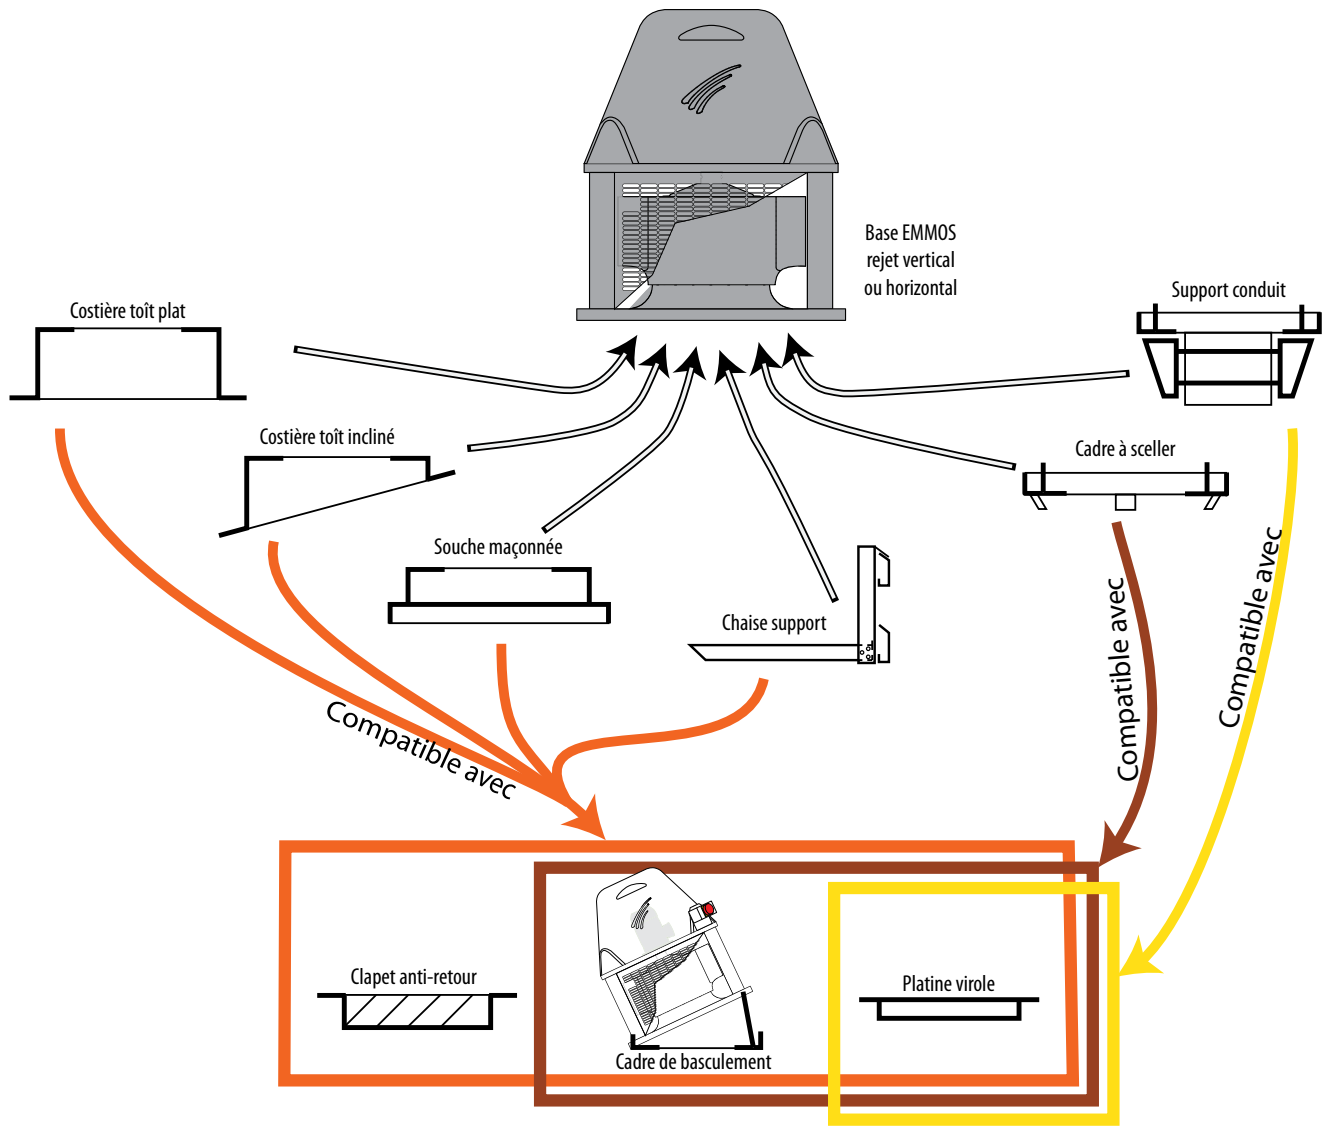 Base EMMOS
rejet vertical
ou horizontal
Support conduit
Costière toît plat
Costière toît incliné
Cadre à sceller
Souche maçonnée
Chaise support
Compatible avec
Compatible avec
Compatible avec
Clapet anti-retour
Platine virole
Cadre de basculement